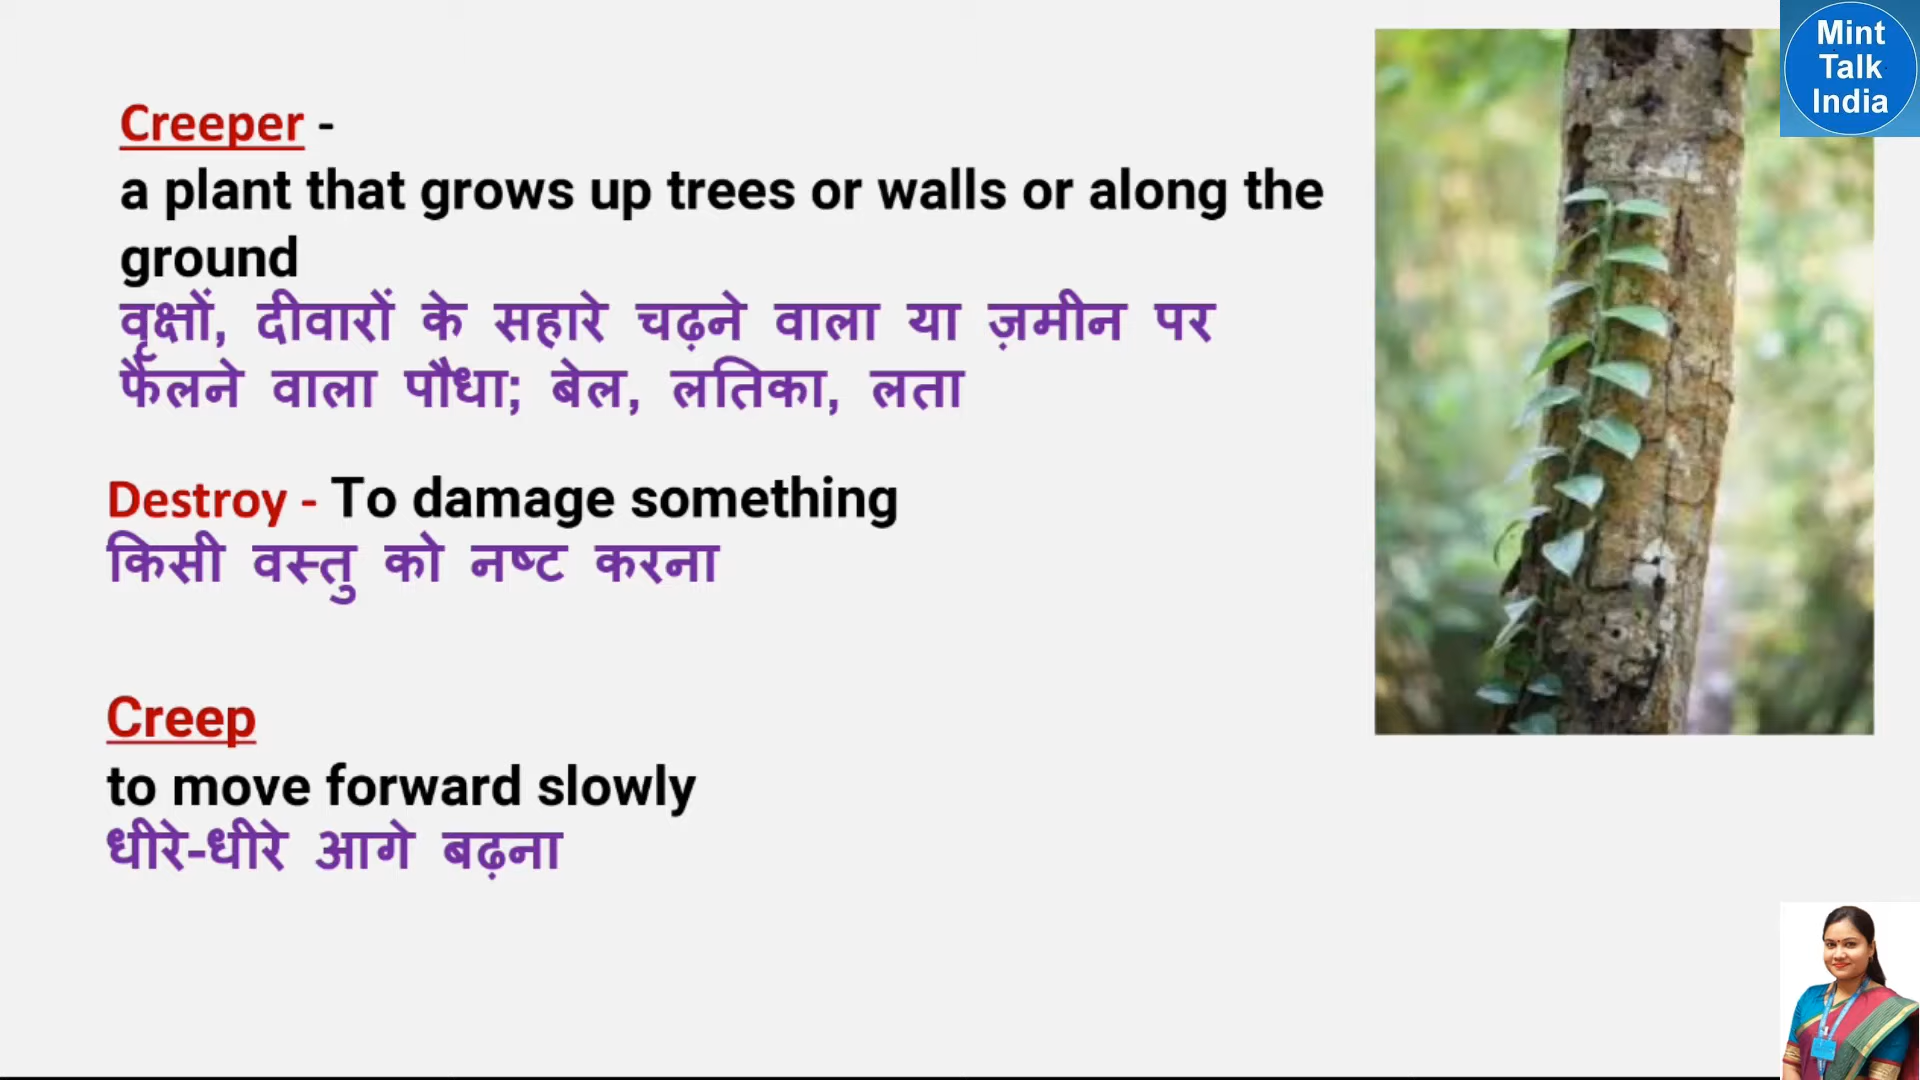 Mint
Talk
India
Creeper -
a plant that grows up trees or walls or along the
ground
वृक्षों, दीवारों के सहारे चढ़ने वाला या ज़मीन पर
फैलने वाला पौधा; बेल, लतिका, लता
Destroy - To damage something
किसी वस्तु को नष्ट करना
Creep
to move forward slowly
धीरे-धीरे आगे बढ़ना